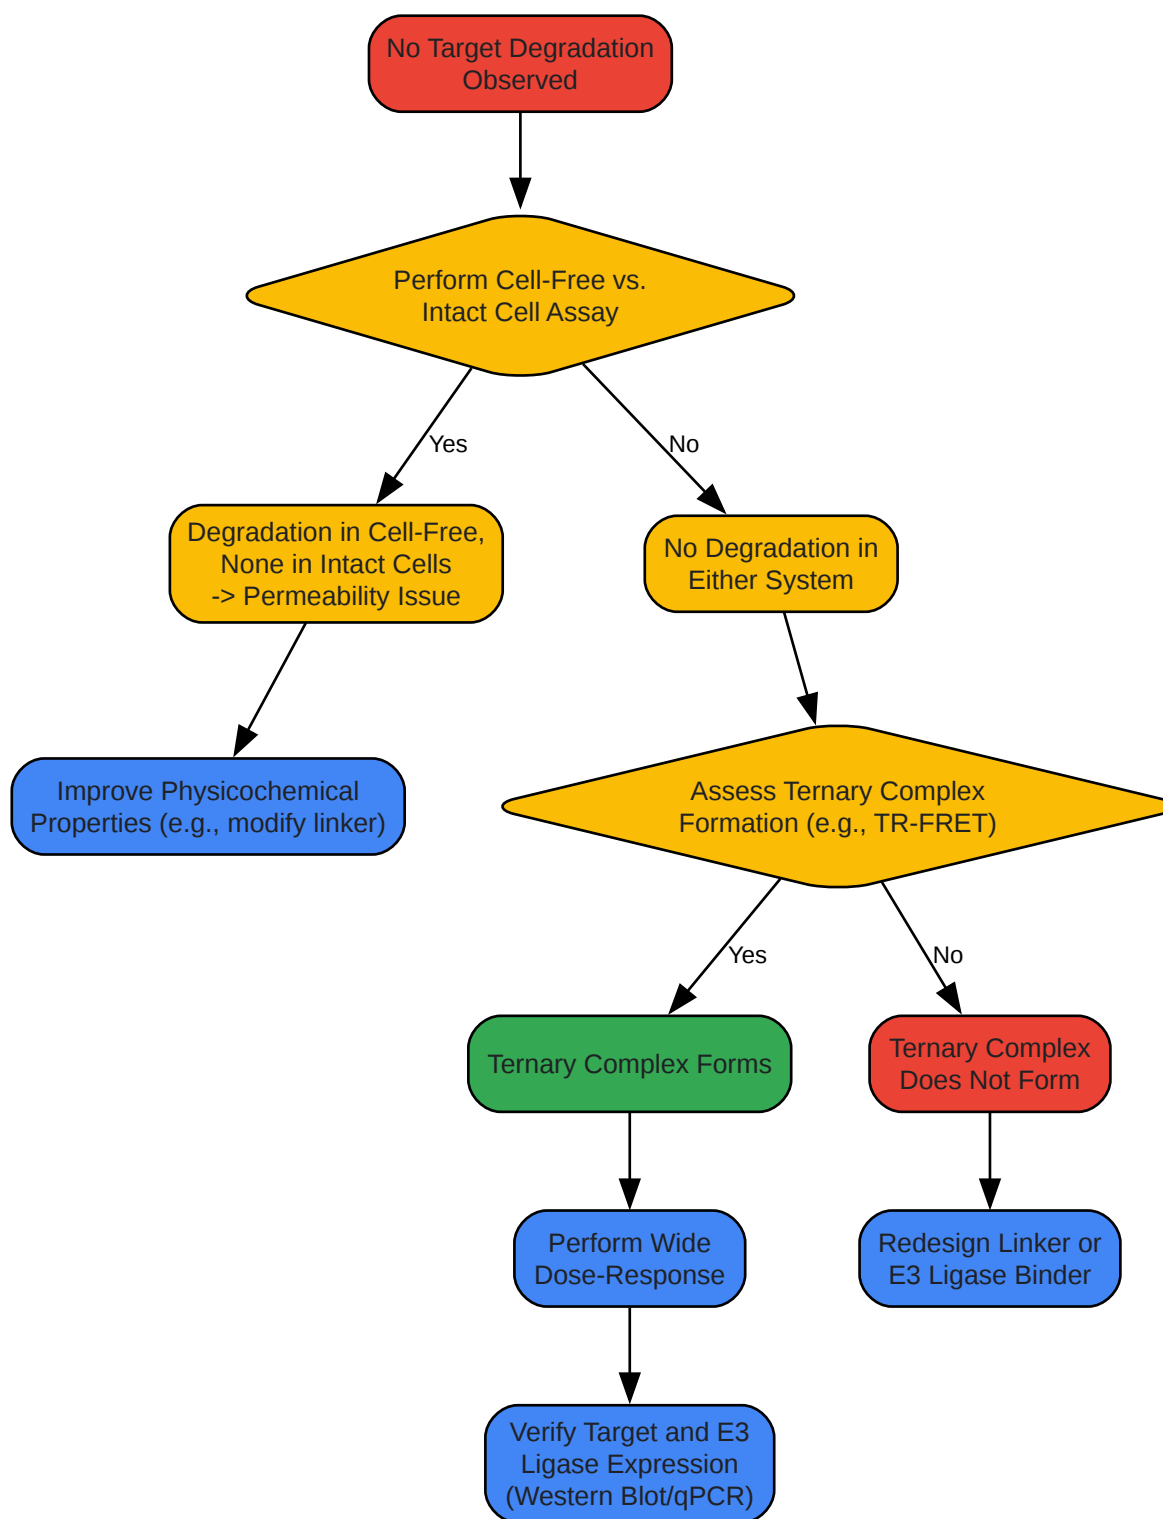 No Target Degradation
Observed
Perform Cell-Free vs.
Intact Cell Assay
Yes
No
Degradation in Cell-Free,
None in Intact Cells
-> Permeability Issue
No Degradation in
Either System
Improve Physicochemical
Properties (e.g., modify linker)
Assess Ternary Complex
Formation (e.g., TR-FRET)
Yes
No
Ternary Complex Forms
Ternary Complex
Does Not Form
Perform Wide
Dose-Response
Redesign Linker or
E3 Ligase Binder
Verify Target and E3
Ligase Expression
(Western Blot/qPCR)